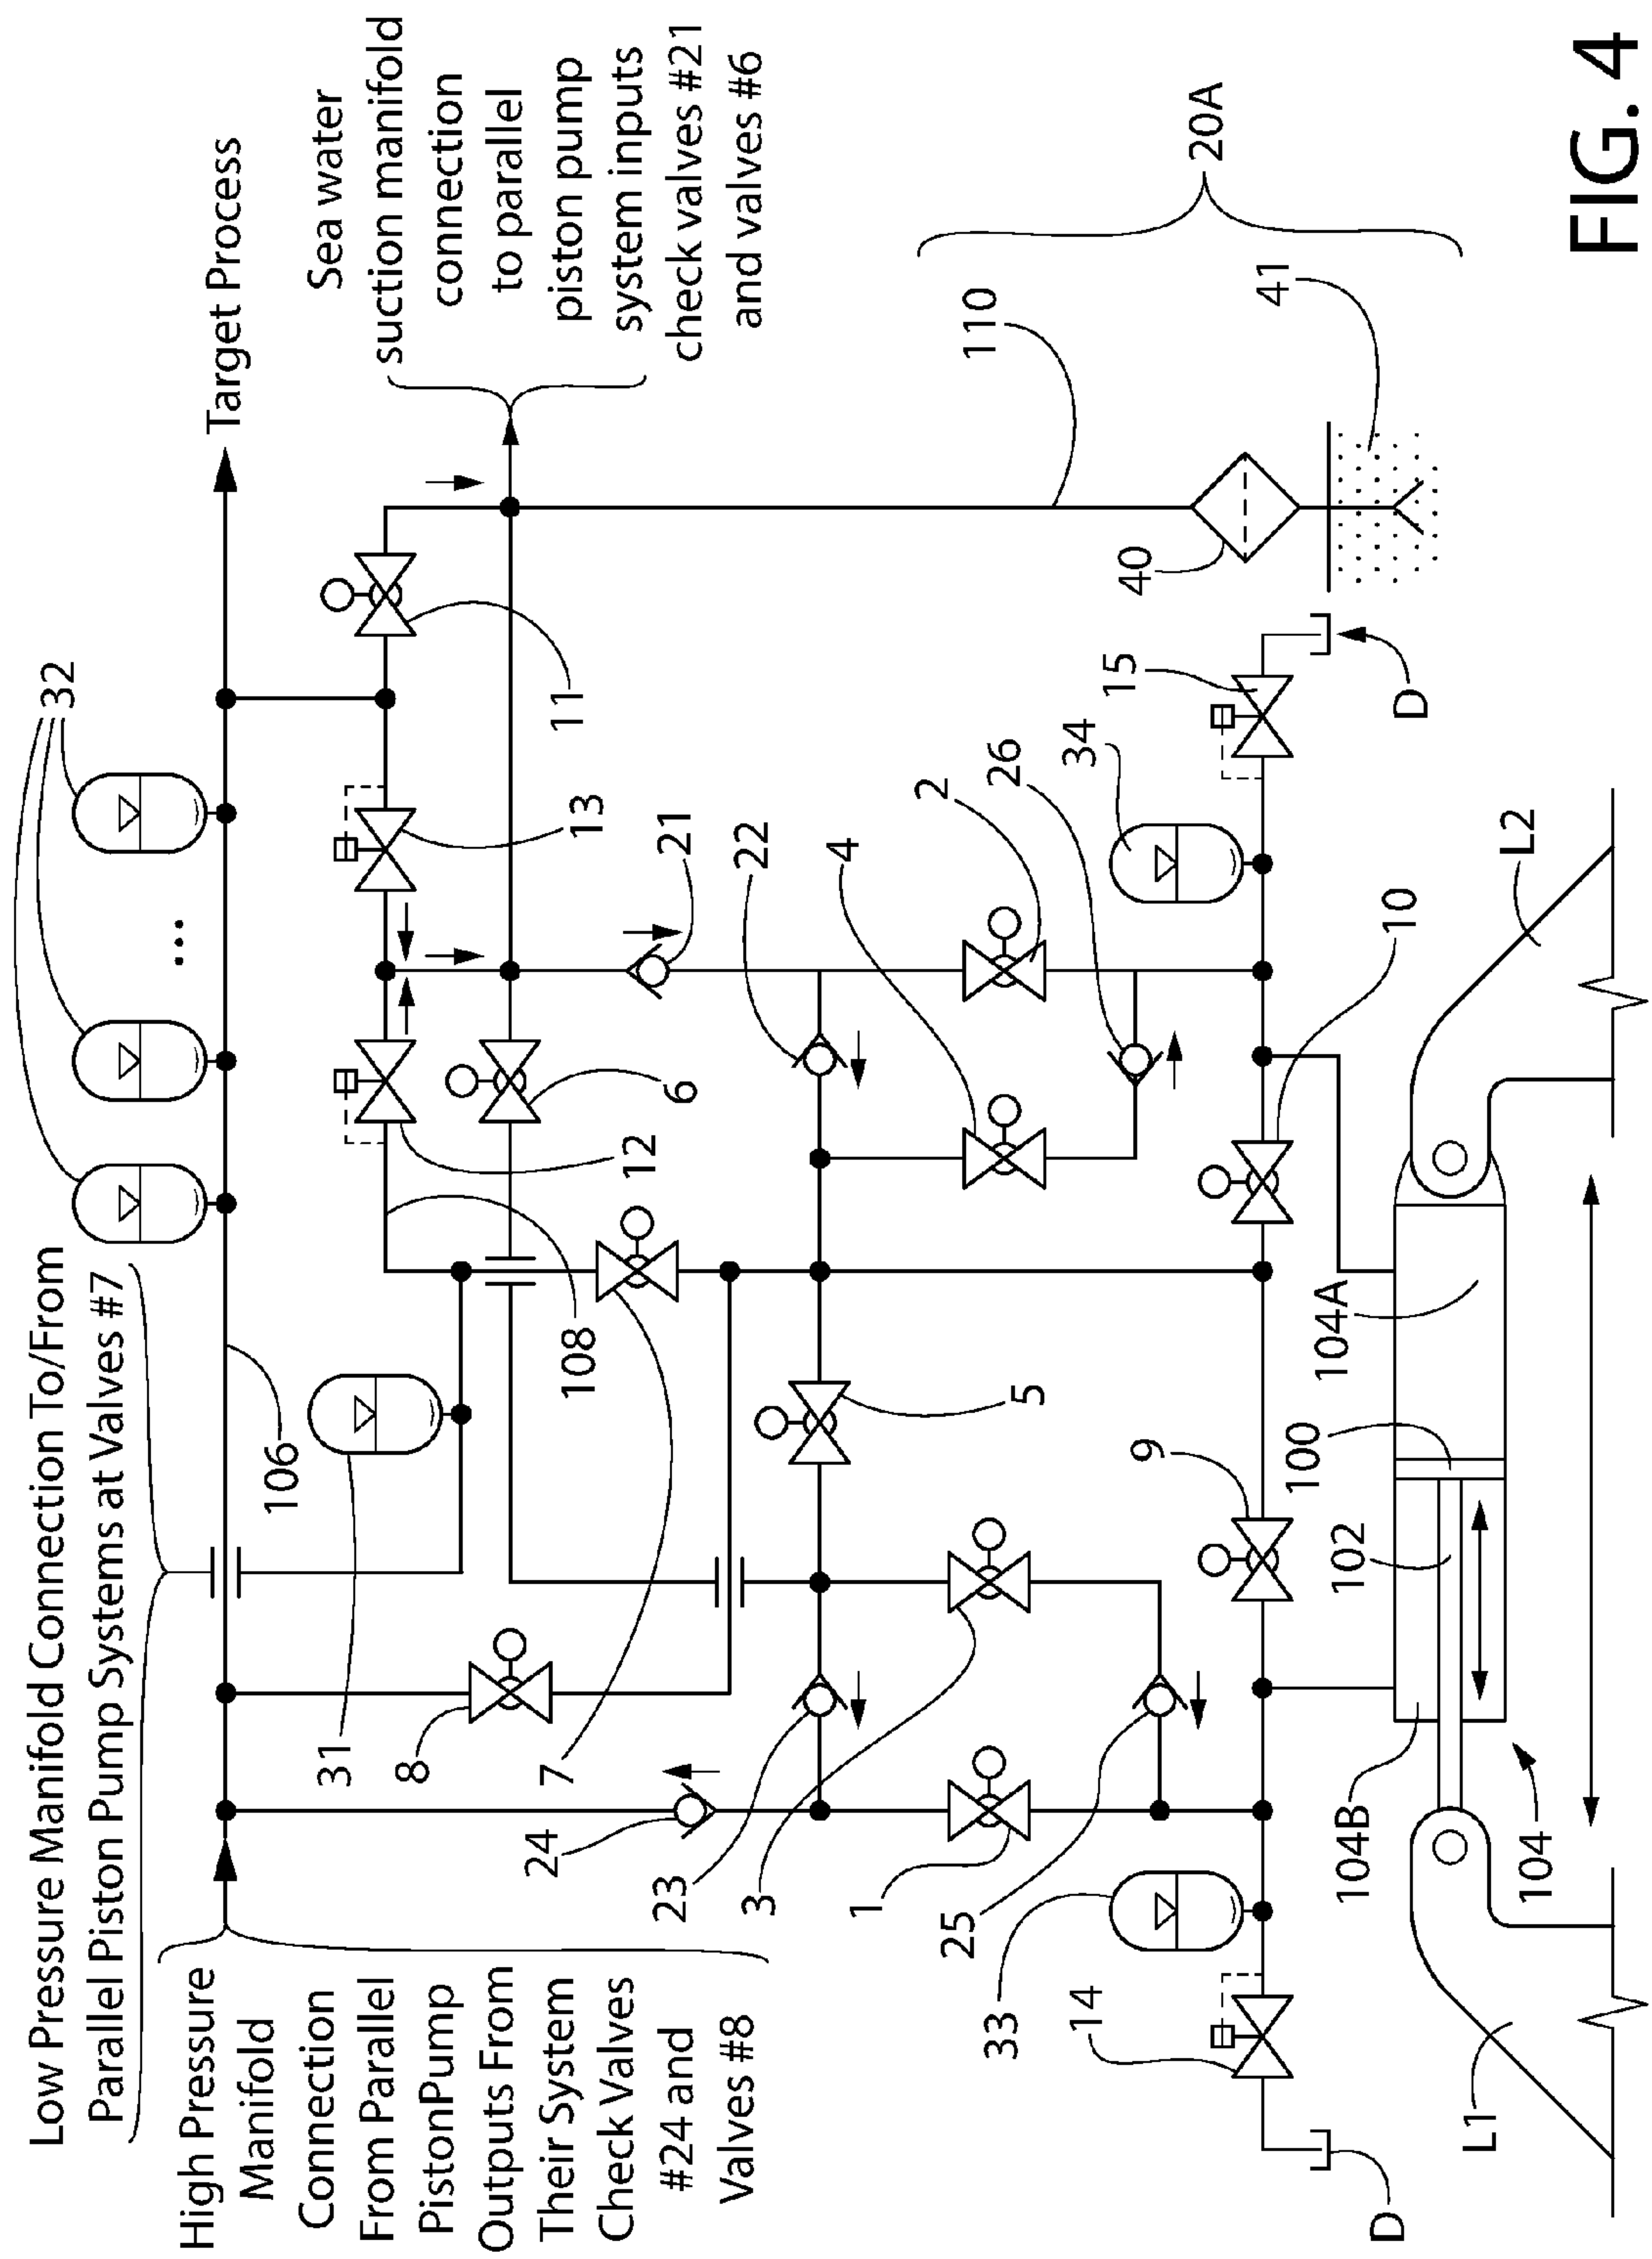 Low Pressure Manifold Connection To/From
Parallel Piston Pump Systems at Valves #7
High Pressure
Manifold
Connection
From Parallel
PistonPump
Outputs From
Their System
Check Valves
#24 and
Valves #8
32
Target Process
Sea water
suction manifold
connection
to parallel
piston pump
system inputs
check valves #21
and valves #6
106
31
8
7
108
12
6
13
11
24
23
3
1
25
5
22
21
4
2
26
34
15
110
40
41
20A
33
14
9
10
D
D
104B
104
102
100
104A
L1
L2
FIG. 4